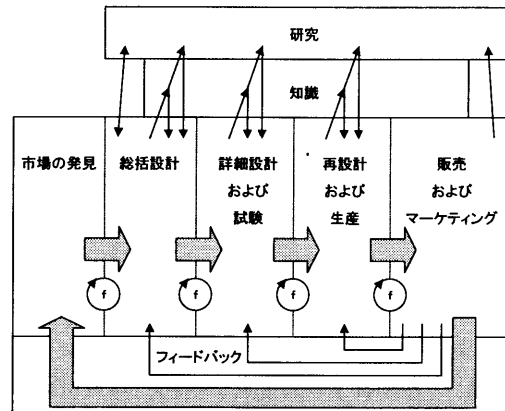 研究
知識
市場の発見
総括設計
詳細設計
および
試験
再設計
および
生産
販売
および
マーケティング
f
f
f
f
フィードバック